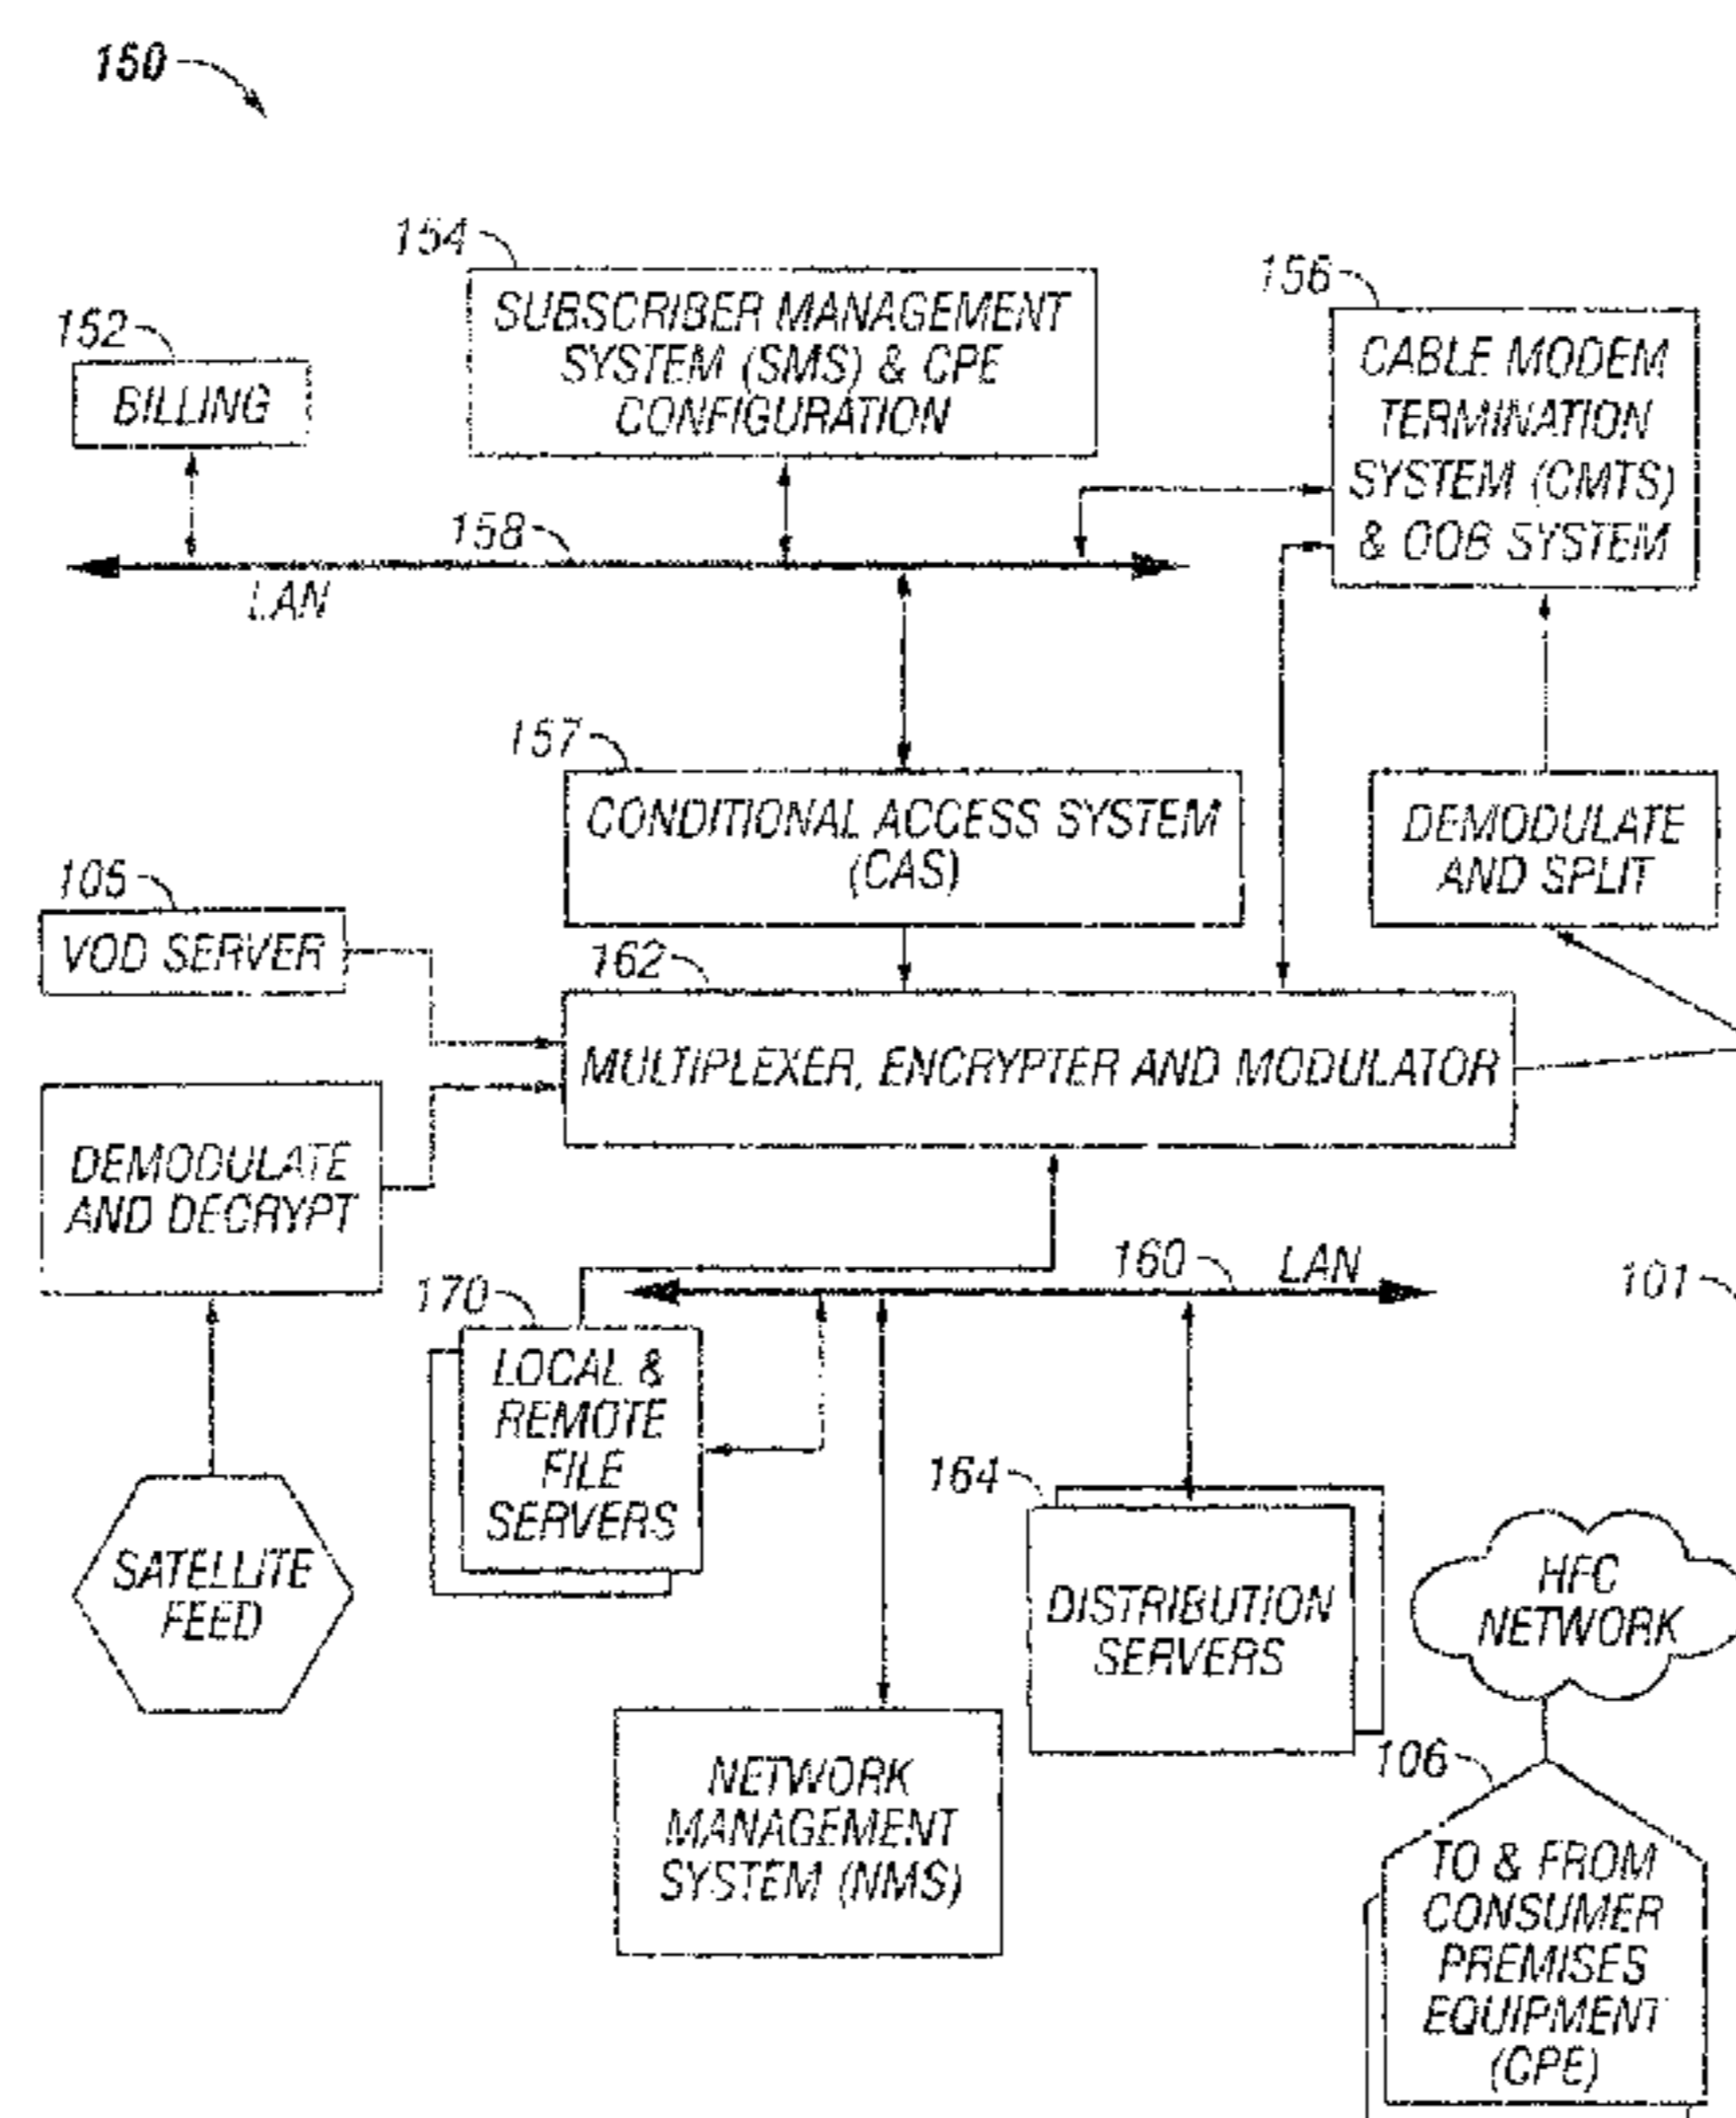 150
154
SUBSCRIBER MANAGEMENT
SYSTEM (SMS) & CPE
CONFIGURATION
156
CABLE MODEM
TERMINATION
SYSTEM (CMTS)
& OOB SYSTEM
152
BILLING
158
LAN
157
CONDITIONAL ACCESS SYSTEM
(CAS)
DEMODULATE
AND SPLIT
105
VOD SERVER
162
MULTIPLEXER, ENCRYPTER AND MODULATOR
DEMODULATE
AND DECRYPT
160
LAN
101
170
LOCAL &
REMOTE
FILE
SERVERS
164
DISTRIBUTION
SERVERS
SATELLITE
FEED
HFC
NETWORK
NETWORK
MANAGEMENT
SYSTEM (NMS)
106
TO & FROM
CONSUMER
PREMISES
EQUIPMENT
(CPE)